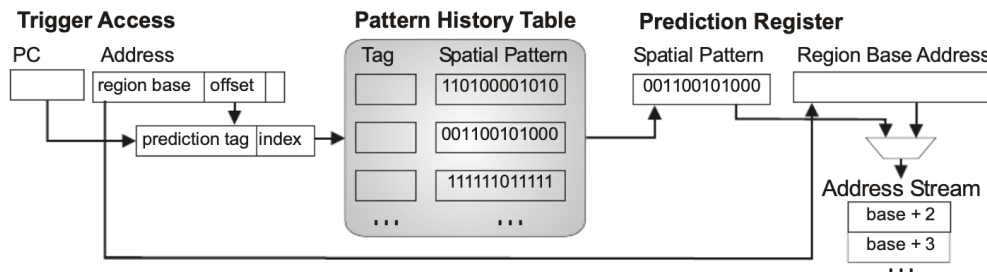 Trigger Access
Pattern History Table
Prediction Register
PC
Address
Tag
Spatial Pattern
Spatial Pattern
Region Base Address
region base
offset
110100001010
001100101000
prediction tag
index
001100101000
111111011111
...
...
Address Stream
base + 2
base + 3
...